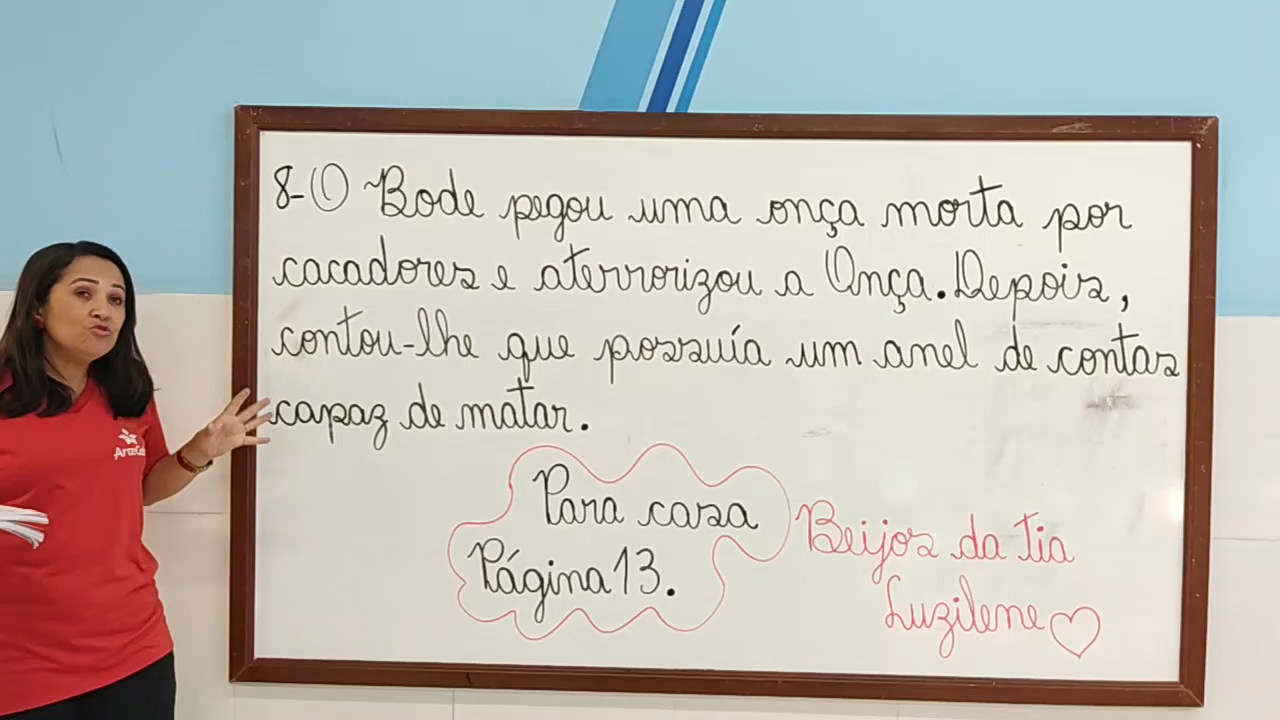 8-O Bode pegou uma onça morta por
cacadores e aterrorizou a Onça. Depois,
contou-lhe que possuía um anel de contas
capaz de matar.
Para casa
Página 13.
Beijos da tia
Luzilene